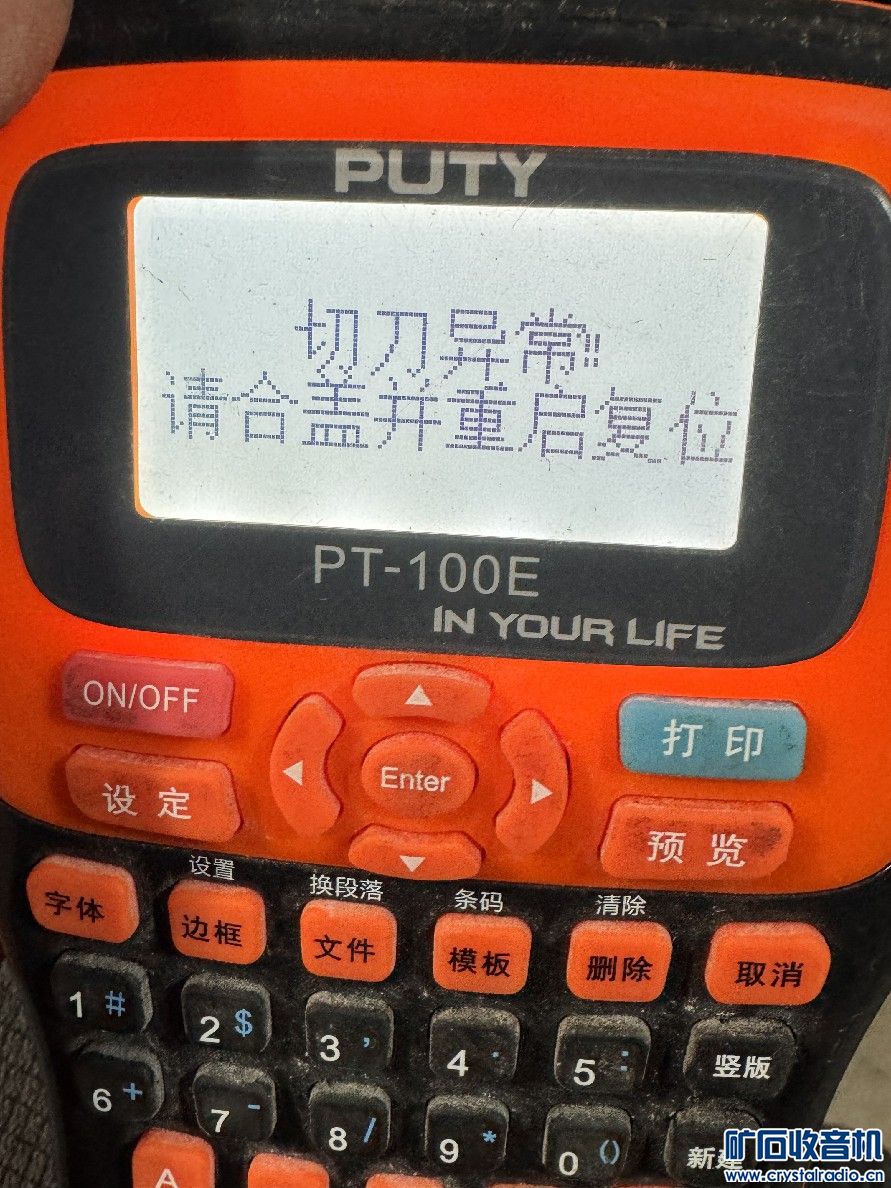 PUTY
切刀异常!!
请合盖并重启复位
PT-100E
IN YOUR LIFE
ON/OFF
打印
设定
Enter
预览
设置
换段落
条码
清除
字体
边框
文件
模板
删除
取消
1 #
2 $
3 ,
4 .
5 :
竖版
6 +
7 -
8 /
9 *
0 ()
新建
A
矿石收音机
www.crystalradio.cn